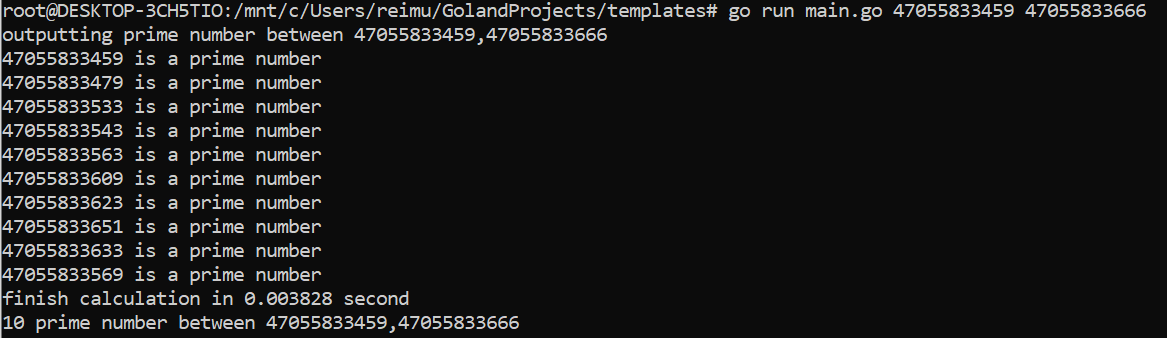 root@DESKTOP-3CH5TIO:/mnt/c/Users/reimu/GolandProjects/templates# go run main.go 47055833459 47055833666
outputting prime number between 47055833459,47055833666
47055833459 is a prime number
47055833479 is a prime number
47055833533 is a prime number
47055833543 is a prime number
47055833563 is a prime number
47055833609 is a prime number
47055833623 is a prime number
47055833651 is a prime number
47055833633 is a prime number
47055833569 is a prime number
finish calculation in 0.003828 second
10 prime number between 47055833459,47055833666